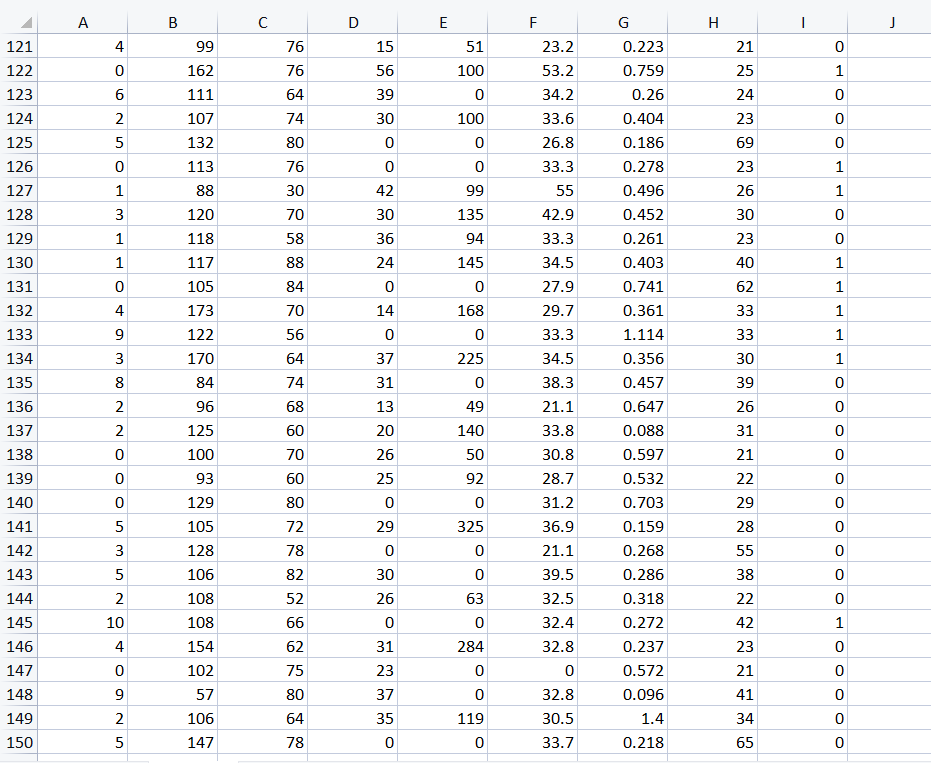 A B C D E F G H I J
121 4 99 76 15 51 23.2 0.223 21 0
122 0 162 76 56 100 53.2 0.759 25 1
123 6 111 64 39 0 34.2 0.26 24 0
124 2 107 74 30 100 33.6 0.404 23 0
125 5 132 80 0 0 26.8 0.186 69 0
126 0 113 76 0 0 33.3 0.278 23 1
127 1 88 30 42 99 55 0.496 26 1
128 3 120 70 30 135 42.9 0.452 30 0
129 1 118 58 36 94 33.3 0.261 23 0
130 1 117 88 24 145 34.5 0.403 40 1
131 0 105 84 0 0 27.9 0.741 62 1
132 4 173 70 14 168 29.7 0.361 33 1
133 9 122 56 0 0 33.3 1.114 33 1
134 3 170 64 37 225 34.5 0.356 30 1
135 8 84 74 31 0 38.3 0.457 39 0
136 2 96 68 13 49 21.1 0.647 26 0
137 2 125 60 20 140 33.8 0.088 31 0
138 0 100 70 26 50 30.8 0.597 21 0
139 0 93 60 25 92 28.7 0.532 22 0
140 0 129 80 0 0 31.2 0.703 29 0
141 5 105 72 29 325 36.9 0.159 28 0
142 3 128 78 0 0 21.1 0.268 55 0
143 5 106 82 30 0 39.5 0.286 38 0
144 2 108 52 26 63 32.5 0.318 22 0
145 10 108 66 0 0 32.4 0.272 42 1
146 4 154 62 31 284 32.8 0.237 23 0
147 0 102 75 23 0 0 0.572 21 0
148 9 57 80 37 0 32.8 0.096 41 0
149 2 106 64 35 119 30.5 1.4 34 0
150 5 147 78 0 0 33.7 0.218 65 0